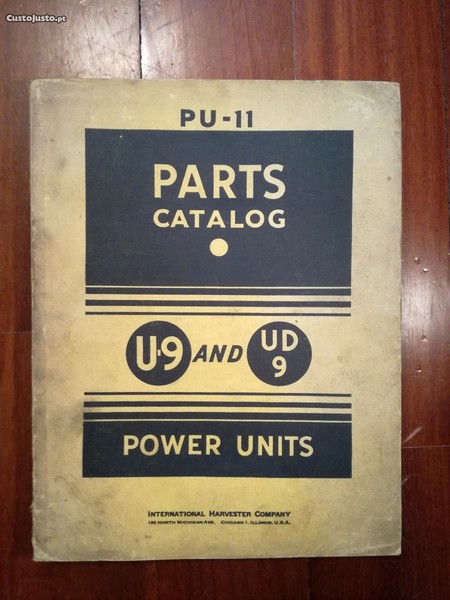 CustoJusto.pt
PU-11
PARTS
CATALOG
U-9 AND UD 9
POWER UNITS
INTERNATIONAL HARVESTER COMPANY
180 NORTH MICHIGAN AVE. CHICAGO 1, ILLINOIS, U.S.A.